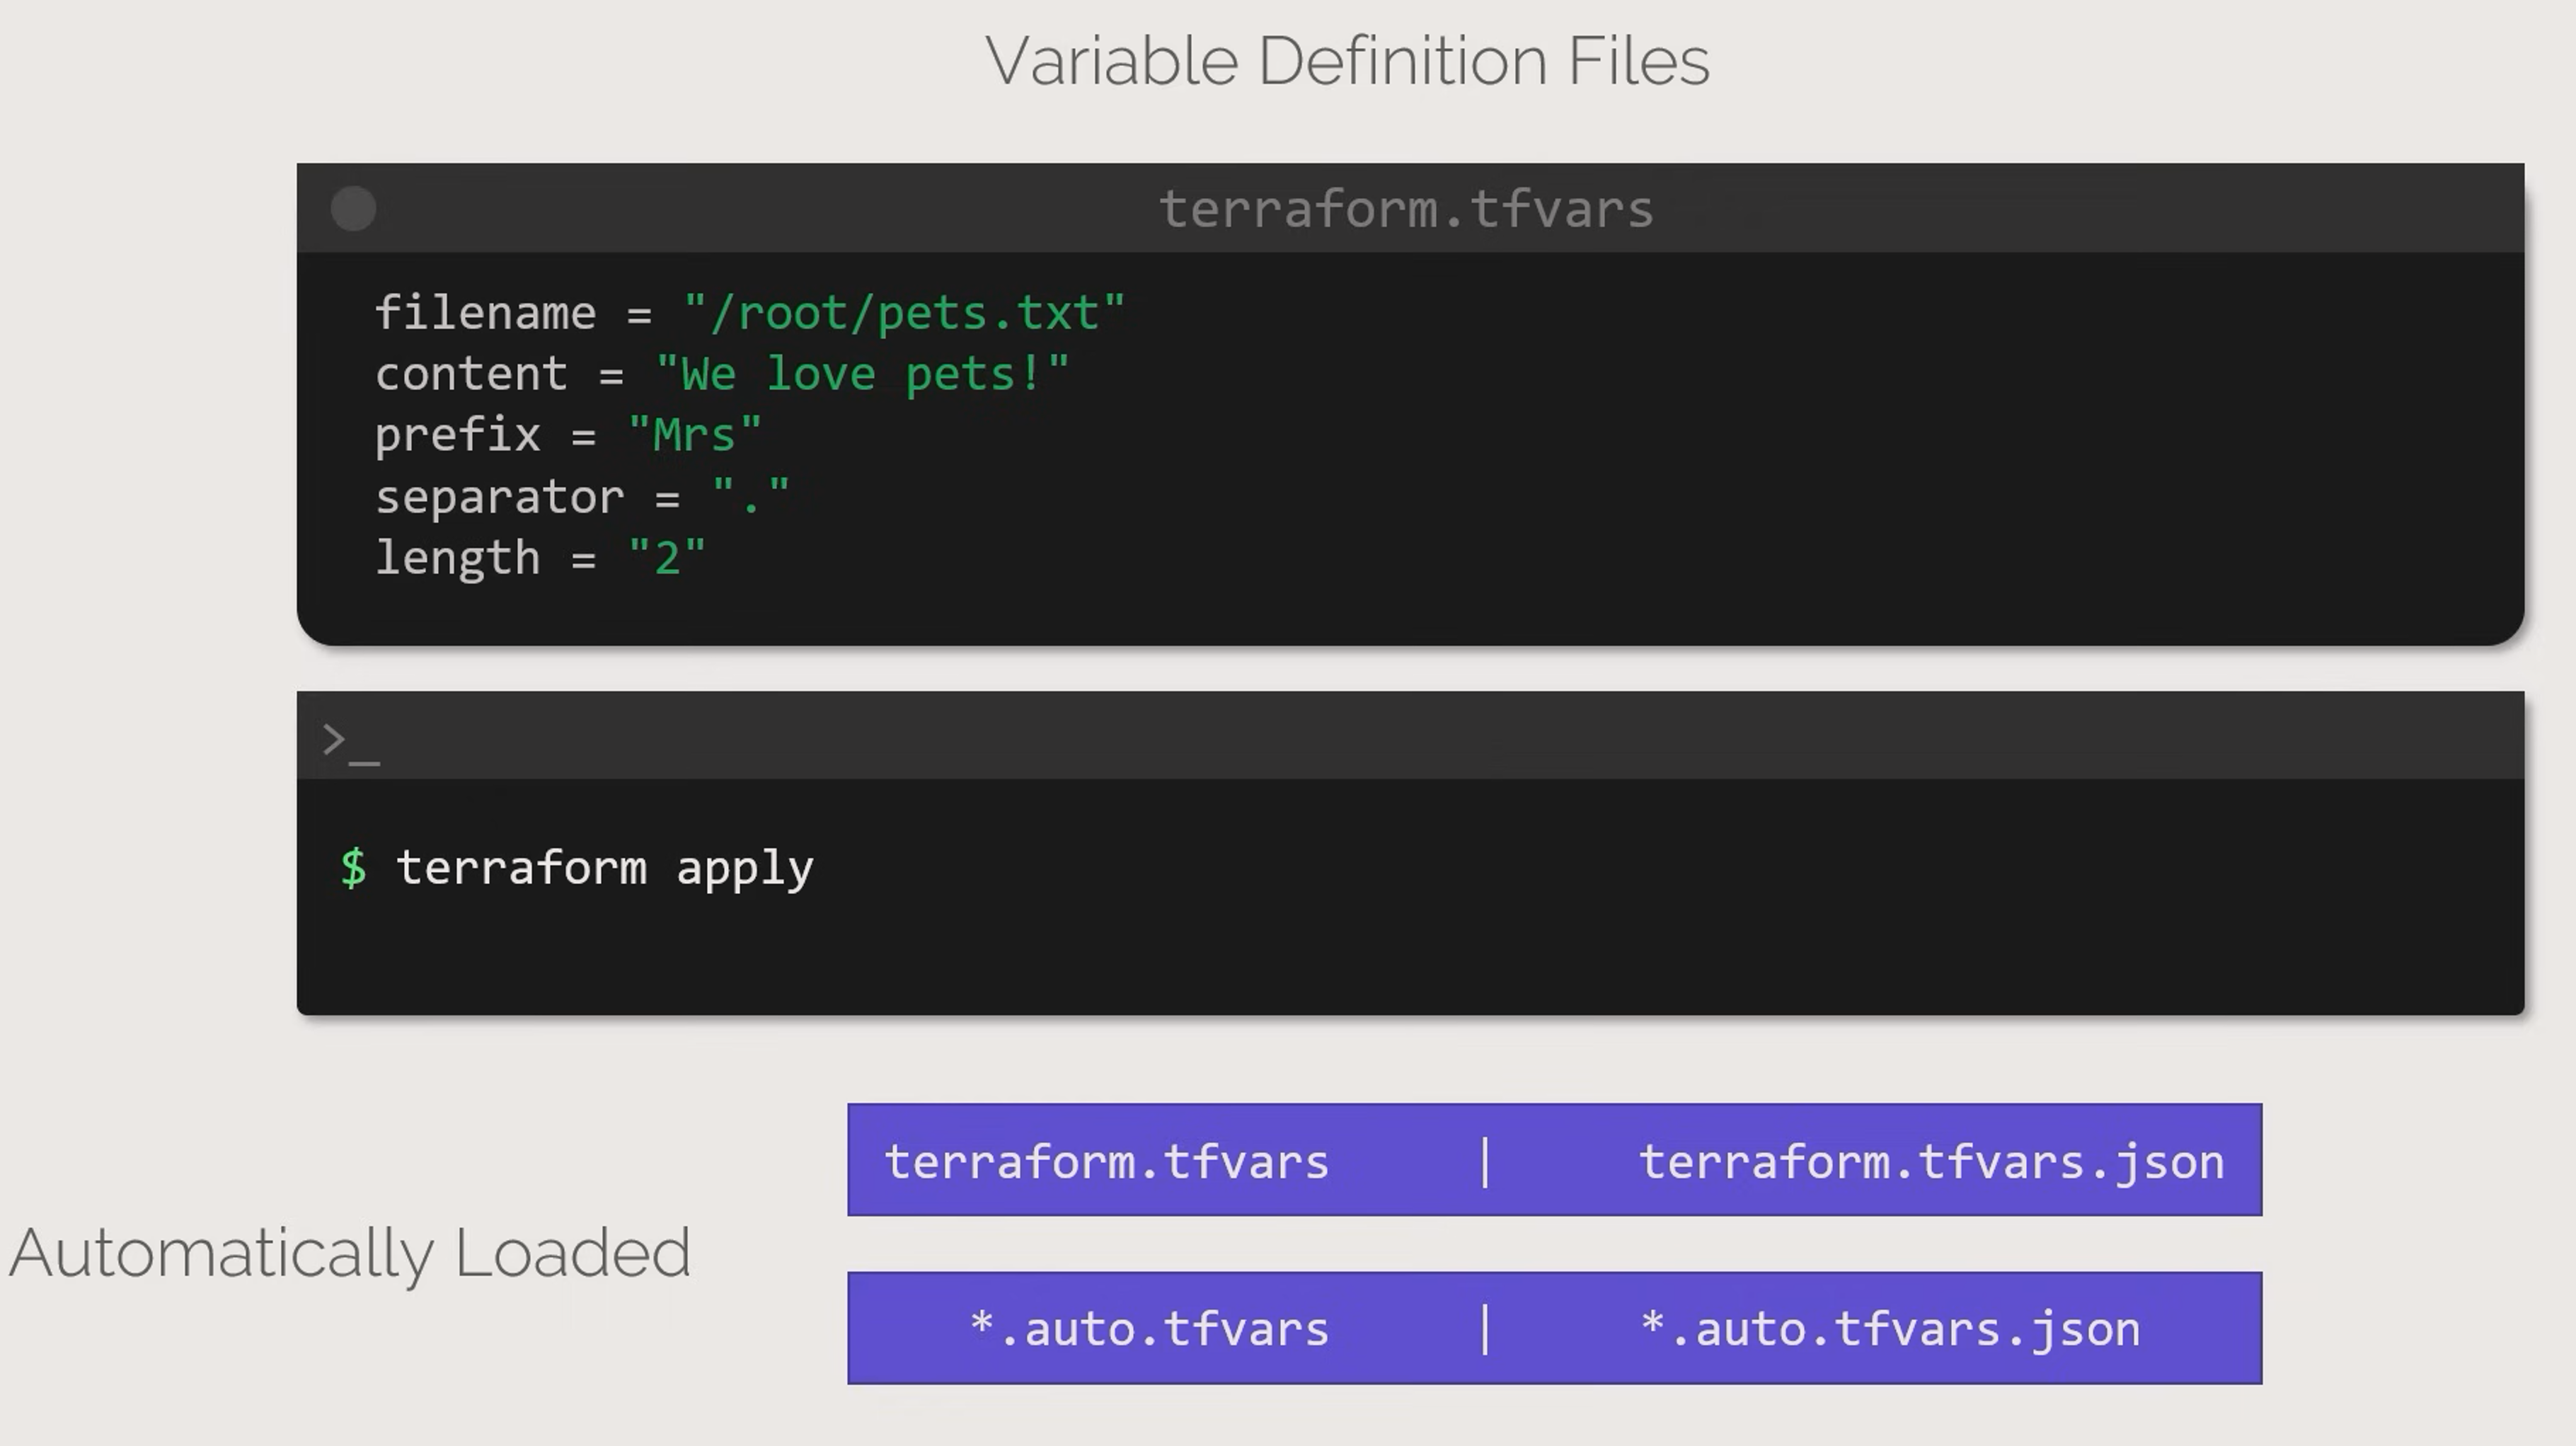 Variable Definition Files
terraform.tfvars
filename = "/root/pets.txt"
content = "We love pets!"
prefix = "Mrs"
separator = "."
length = "2"
>_
$ terraform apply
terraform.tfvars | terraform.tfvars.json
Automatically Loaded
*.auto.tfvars | *.auto.tfvars.json